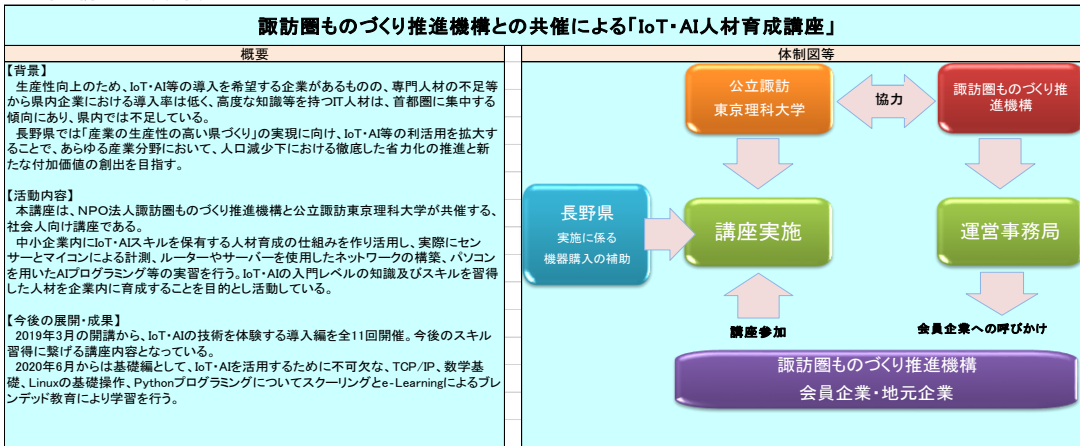 諏訪圏ものづくり推進機構との共催による「IoT・AI人材育成講座」
概要
【背景】
生産性向上のため、IoT・AI等の導入を希望する企業があるものの、専門人材の不足等
から県内企業における導入率は低く、高度な知識等を持つIT人材は、首都圏に集中する
傾向にあり、県内では不足している。
長野県では「産業の生産性の高い県づくり」の実現に向け、IoT・AI等の利活用を拡大す
ることで、あらゆる産業分野において、人口減少下における徹底した省力化の推進と新
たな付加価値の創出を目指す。
【活動内容】
本講座は、NPO法人諏訪圏ものづくり推進機構と公立諏訪東京理科大学が共催する、
社会人向け講座である。
中小企業内にIoT・AIスキルを保有する人材育成の仕組みを作り活用し、実際にセン
サーとマイコンによる計測、ルーターやサーバーを使用したネットワークの構築、パソコン
を用いたAIプログラミング等の実習を行う。IoT・AIの入門レベルの知識及びスキルを習得
した人材を企業内に育成することを目的とし活動している。
【今後の展開・成果】
2019年3月の開講から、IoT・AIの技術を体験する導入編を全11回開催。今後のスキル
習得に繋げる講座内容となっている。
2020年6月からは基礎編として、IoT・AIを活用するために不可欠な、TCP/IP、数学基
礎、Linuxの基礎操作、Pythonプログラミングについてスクーリングとe-Learningによるブレ
ンデッド教育により学習を行う。
体制図等
公立諏訪
東京理科大学
協力
諏訪圏ものづくり推
進機構
長野県
実施に係る
機器購入の補助
講座実施
運営事務局
講座参加
会員企業への呼びかけ
諏訪圏ものづくり推進機構
会員企業・地元企業